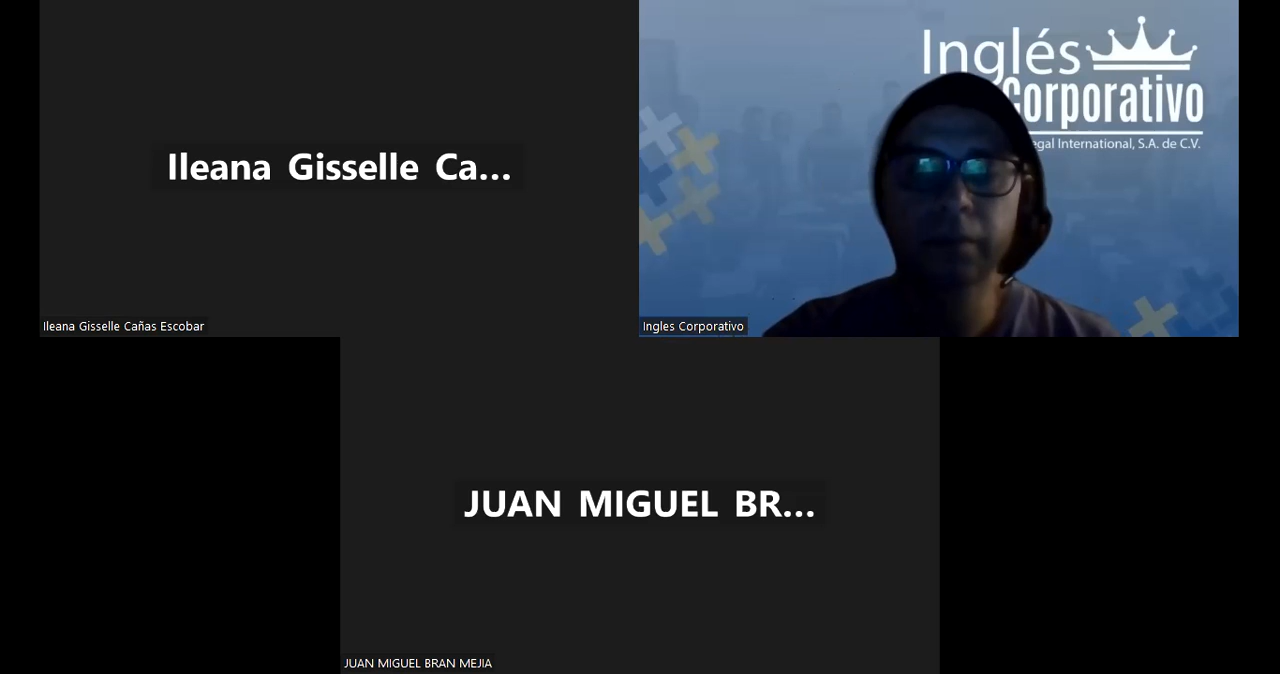 Ileana Gisselle Ca...
Ileana Gisselle Cañas Escobar
Inglés
Corporativo
egal International, S.A. de C.V.
Ingles Corporativo
JUAN MIGUEL BR...
JUAN MIGUEL BRAN MEJIA